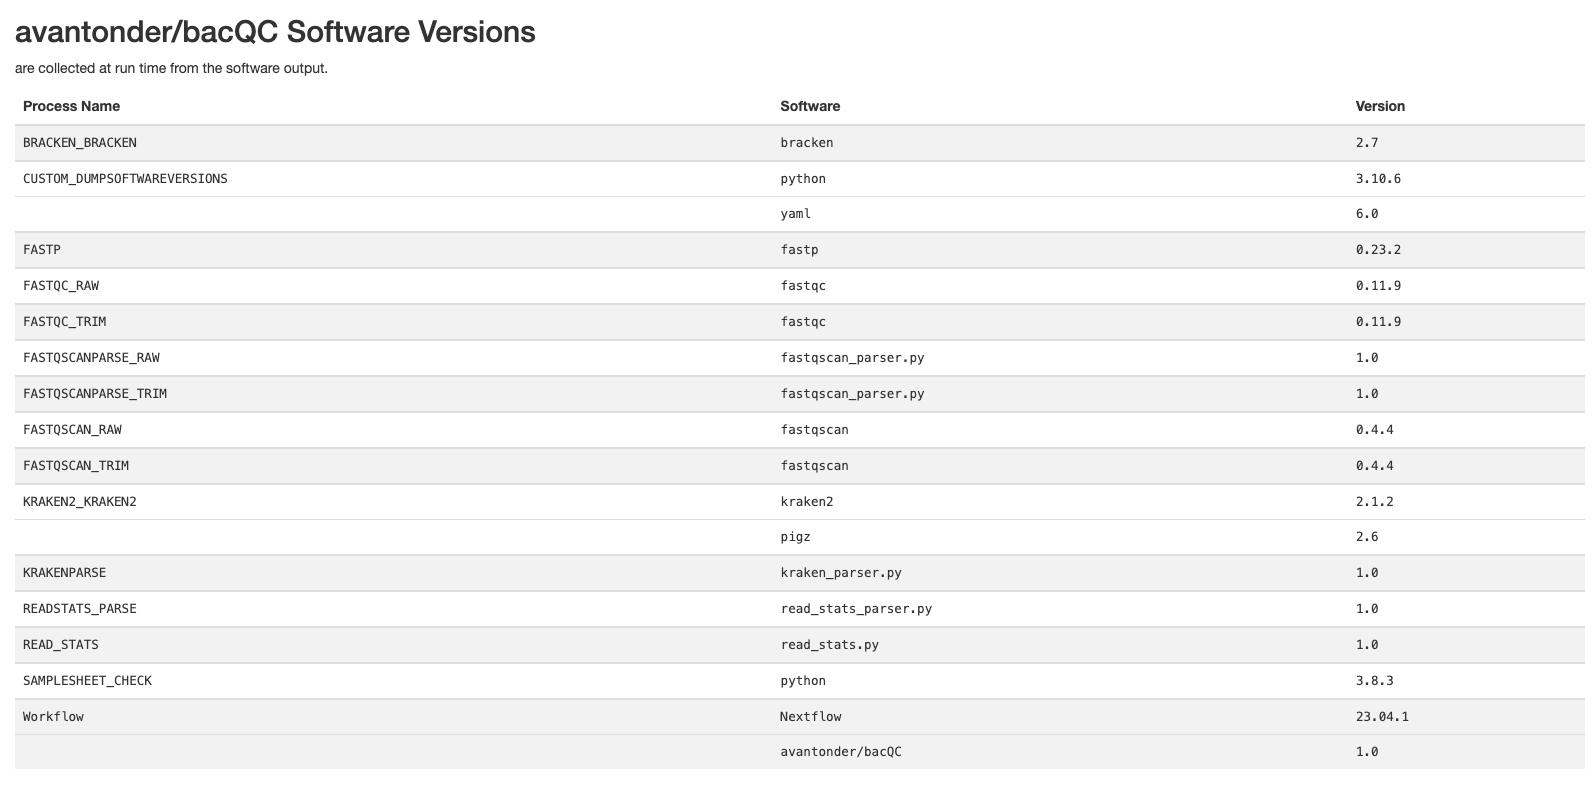 avantonder/bacQC Software Versions
are collected at run time from the software output.
Process Name Software Version
BRACKEN_BRACKEN bracken 2.7
CUSTOM_DUMPSOFTWAREVERSIONS python 3.10.6
yaml 6.0
FASTP fastp 0.23.2
FASTQC_RAW fastqc 0.11.9
FASTQC_TRIM fastqc 0.11.9
FASTQSCANPARSE_RAW fastqscan_parser.py 1.0
FASTQSCANPARSE_TRIM fastqscan_parser.py 1.0
FASTQSCAN_RAW fastqscan 0.4.4
FASTQSCAN_TRIM fastqscan 0.4.4
KRAKEN2_KRAKEN2 kraken2 2.1.2
pigz 2.6
KRAKENPARSE kraken_parser.py 1.0
READSTATS_PARSE read_stats_parser.py 1.0
READ_STATS read_stats.py 1.0
SAMPLESHEET_CHECK python 3.8.3
Workflow Nextflow 23.04.1
avantonder/bacQC 1.0